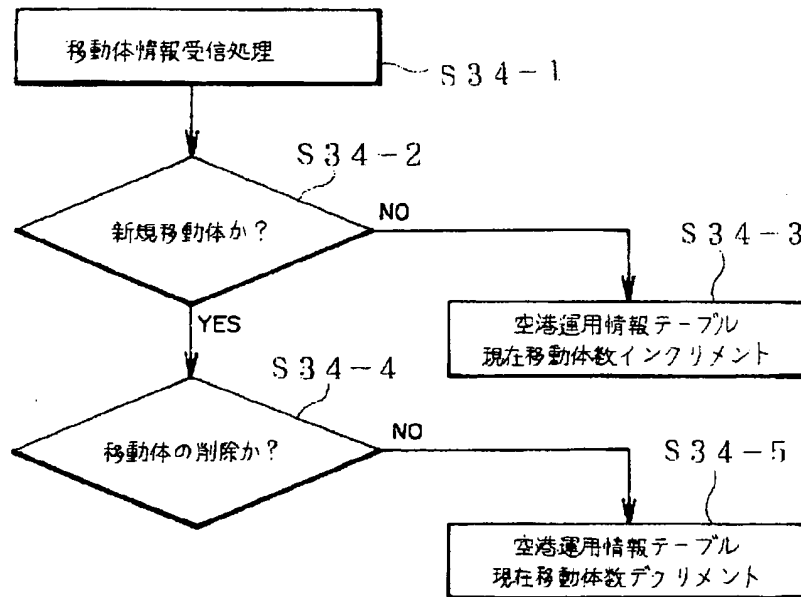 移動体情報受信処理
S34-1
S34-2
新規移動体か?
NO
S34-3
空港運用情報テーブル
現在移動体数インクリメント
YES
S34-4
移動体の削除か?
NO
S34-5
空港運用情報テーブル
現在移動体数デクリメント